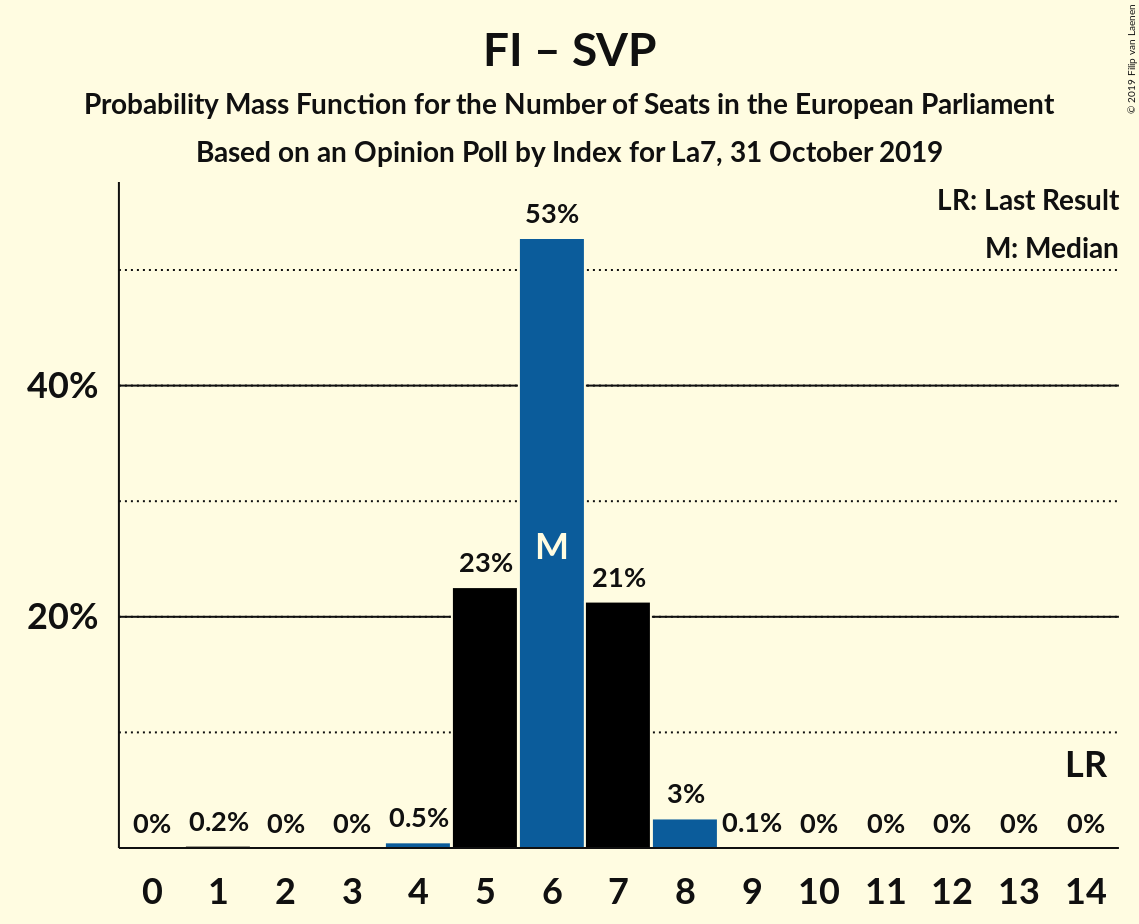 FI – SVP
Probability Mass Function for the Number of Seats in the European Parliament
Based on an Opinion Poll by Index for La7, 31 October 2019
© 2019 Filip van Laenen
LR: Last Result
M: Median
53%
40%
M
23%
21%
20%
LR
3%
0%
0.2%
0%
0%
0.5%
0.1%
0%
0%
0%
0%
0%
0 1 2 3 4 5 6 7 8 9 10 11 12 13 14